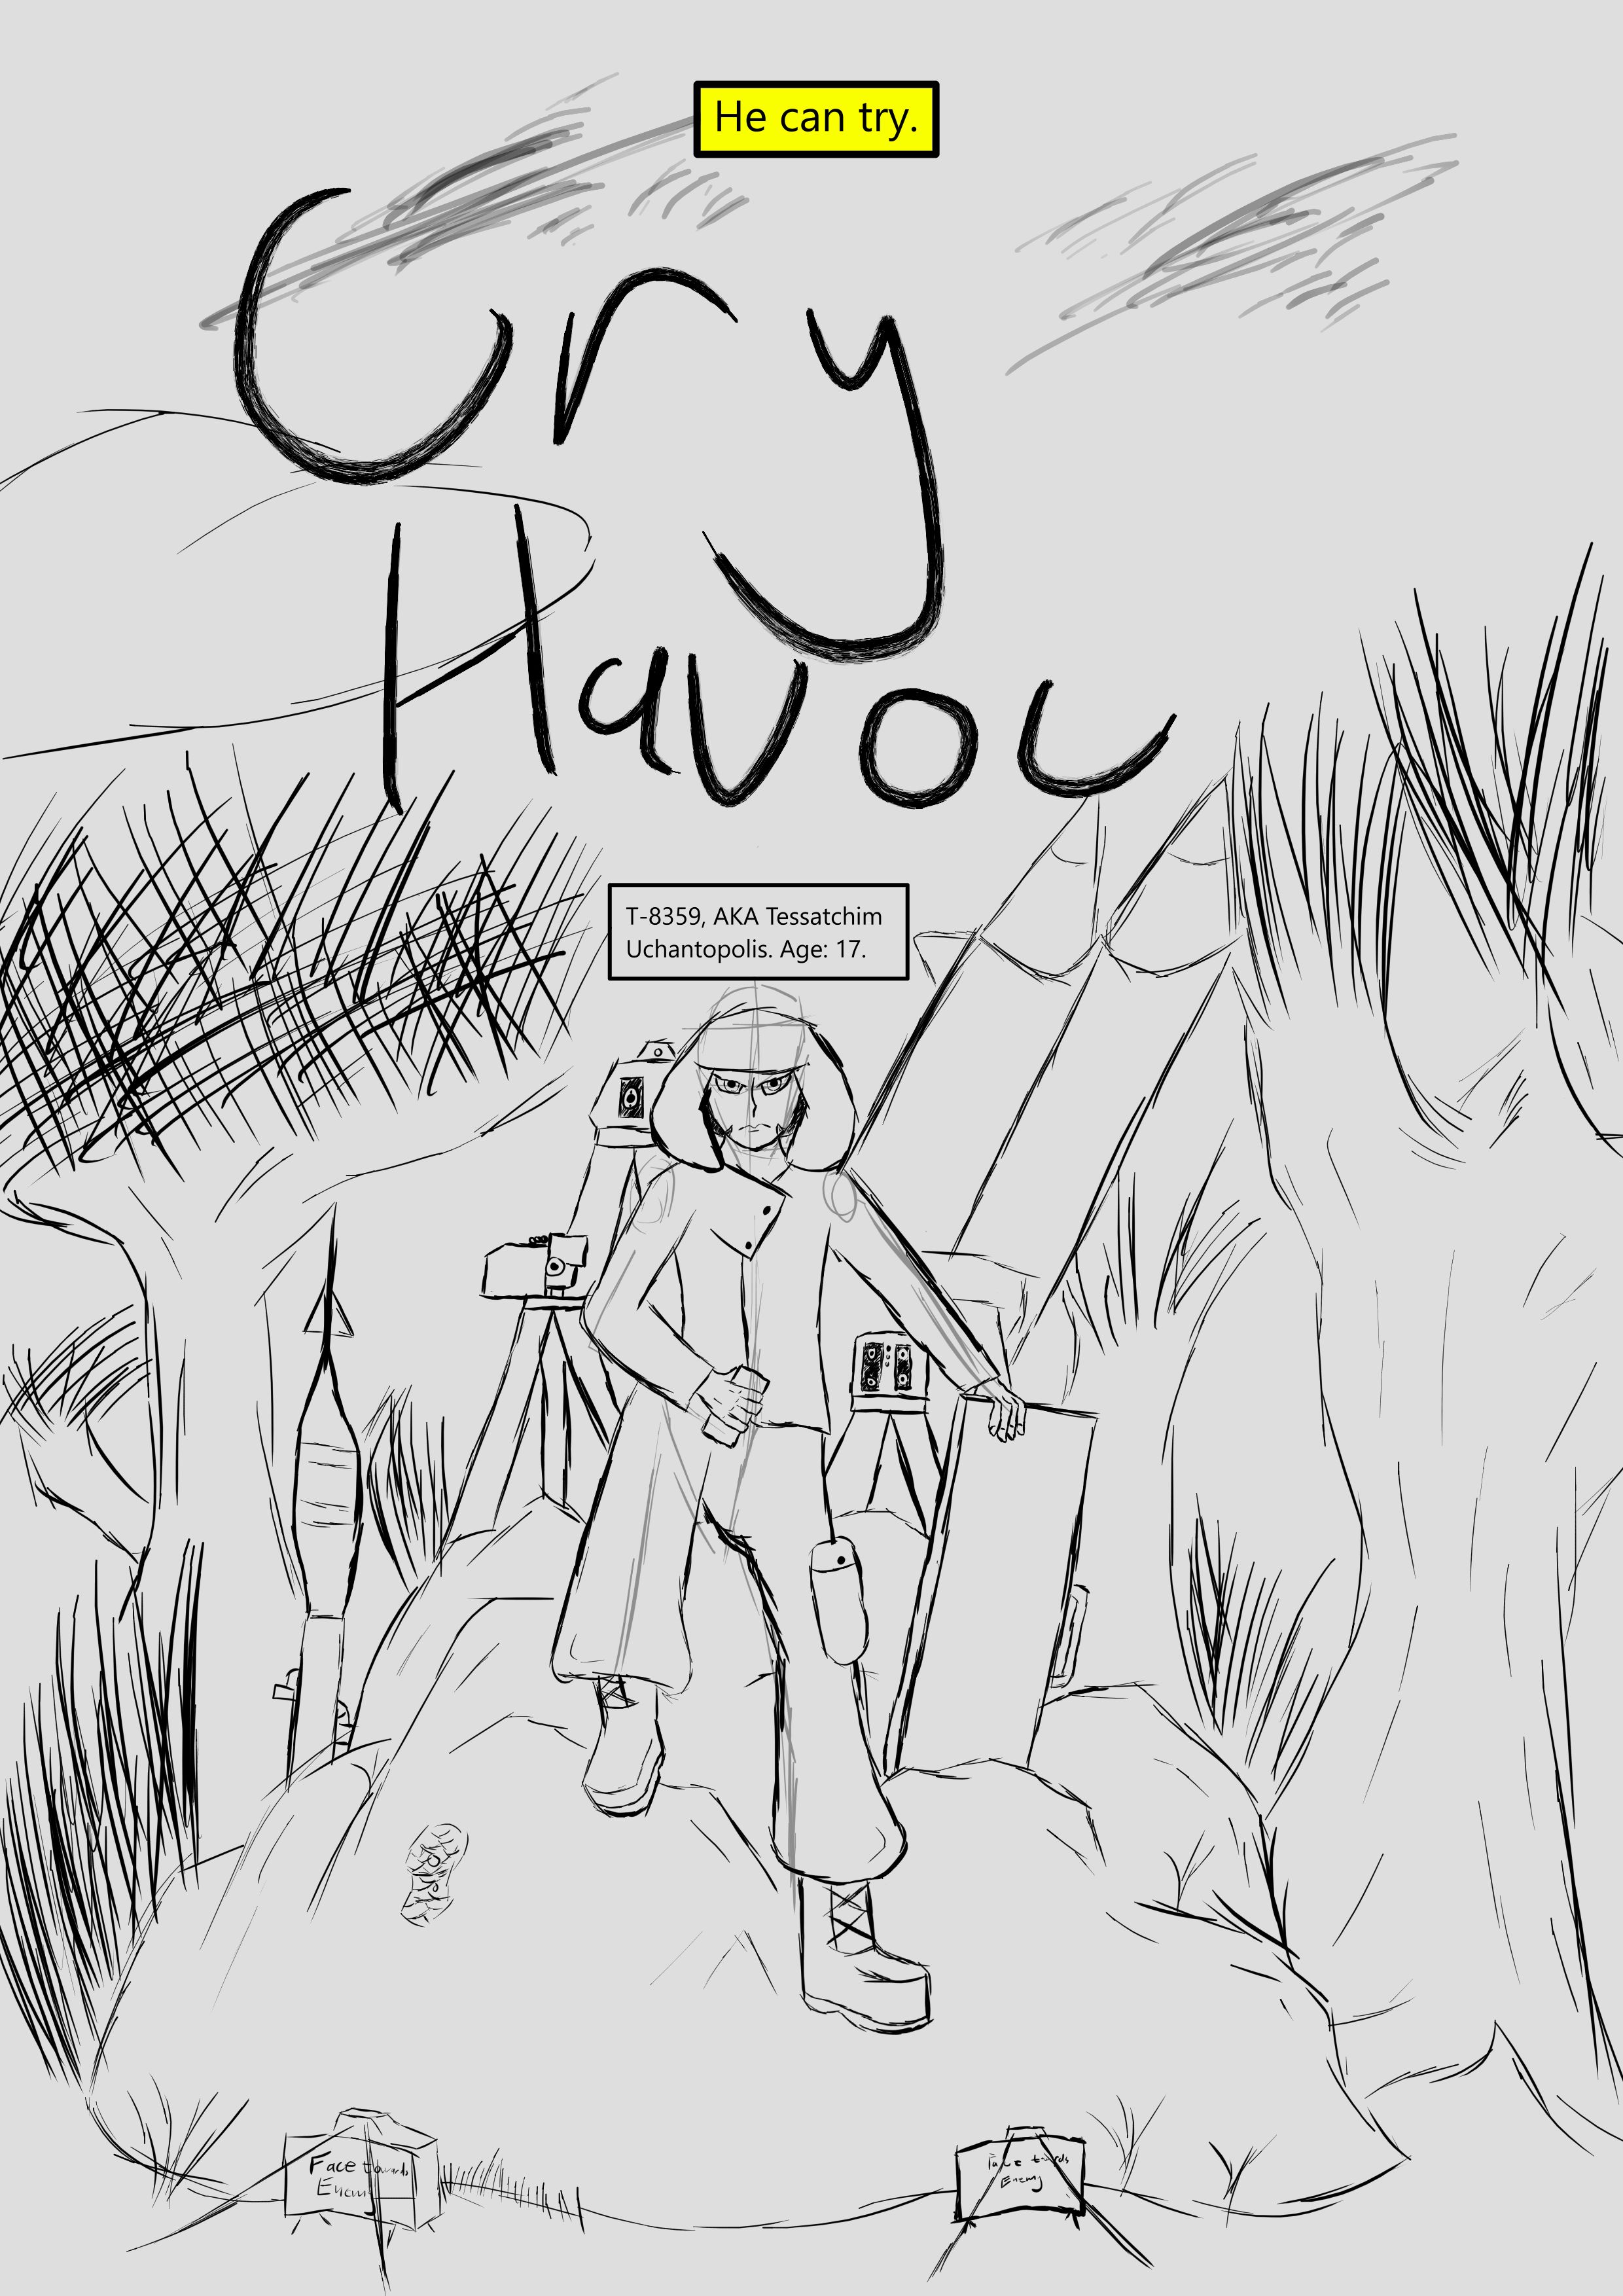 He can try.
Cry
Havoc
T-8359, AKA Tessatchim
Uchantopolis. Age: 17.
Face towards
Enemy
Face towards
Enemy